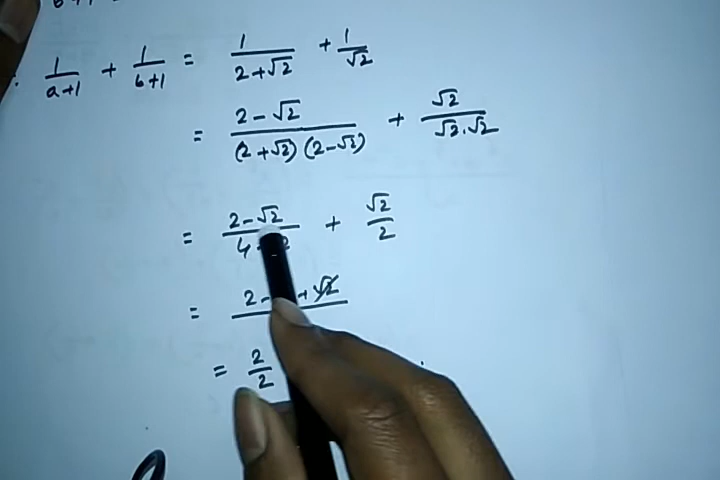 1/(a+1) + 1/(b+1) = 1/(2+√2) + 1/√2
= (2-√2)/((2+√2)(2-√2)) + √2/(√2.√2)
= (2-√2)/4 2 + √2/2
= 2- +√2
= 2/2